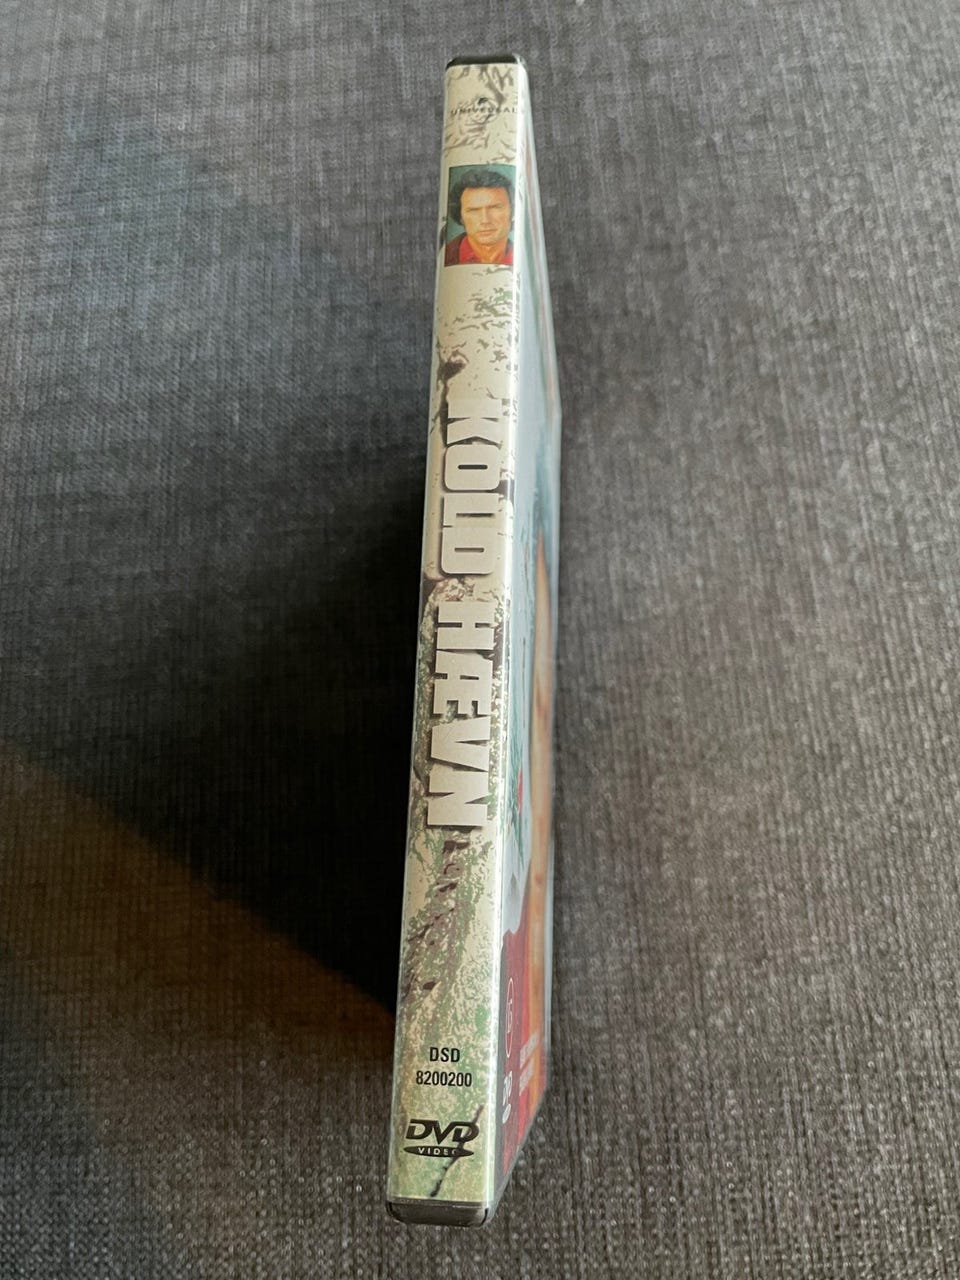 UNIVERSAL
KOLD HÆVN
DSD
8200200
DVD
VIDEO